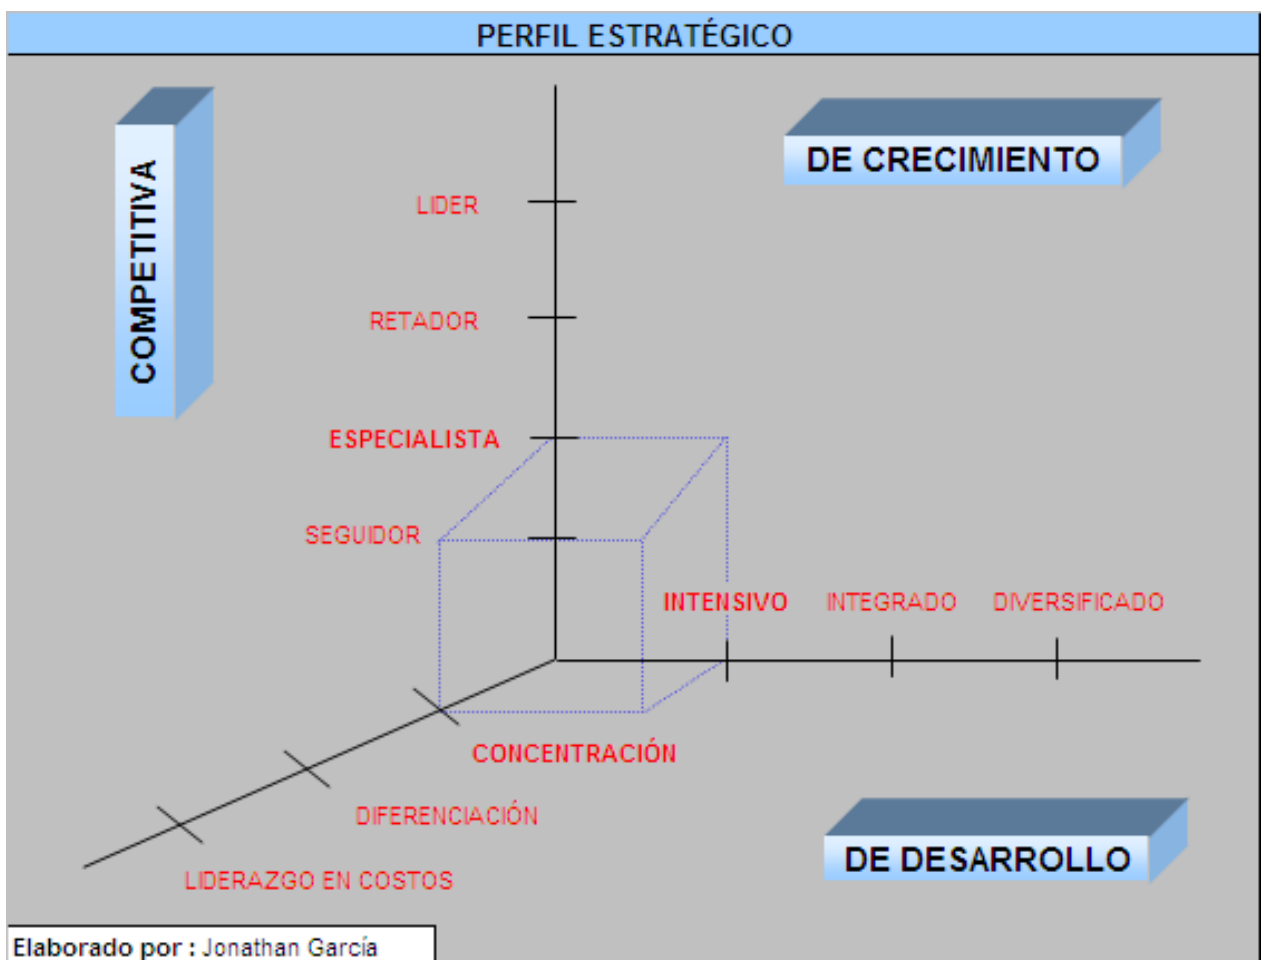 PERFIL ESTRATÉGICO
COMPETITIVA
DE CRECIMIENTO
LIDER
RETADOR
ESPECIALISTA
SEGUIDOR
INTENSIVO INTEGRADO DIVERSIFICADO
CONCENTRACIÓN
DIFERENCIACIÓN
LIDERAZGO EN COSTOS
DE DESARROLLO
Elaborado por : Jonathan García